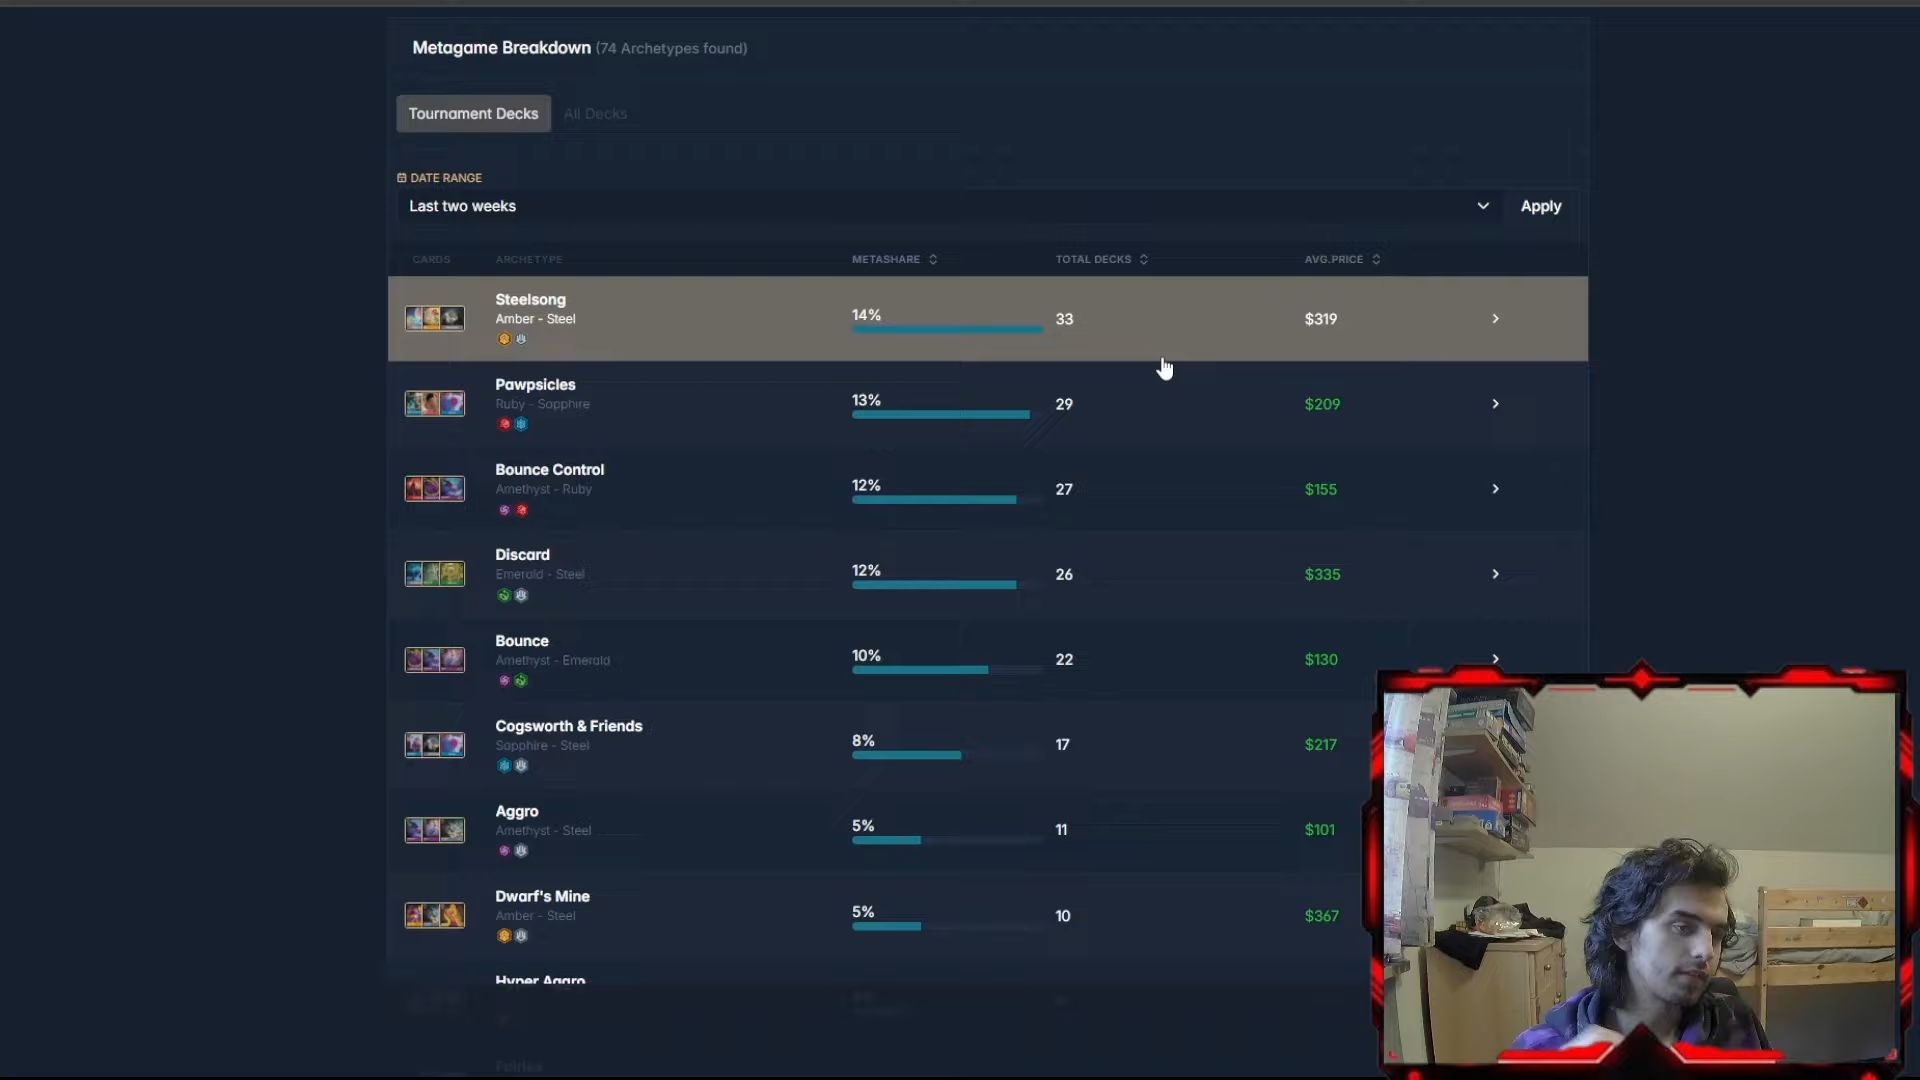 Metagame Breakdown (74 Archetypes found)
Tournament Decks All Decks
DATE RANGE
Last two weeks Apply
CARDS ARCHETYPE METASHARE TOTAL DECKS AVG.PRICE
Steelsong
Amber - Steel
14% 33 $319
Pawpsicles
Ruby - Sapphire
13% 29 $209
Bounce Control
Amethyst - Ruby
12% 27 $155
Discard
Emerald - Steel
12% 26 $335
Bounce
Amethyst - Emerald
10% 22 $130
Cogsworth & Friends
Sapphire - Steel
8% 17 $217
Aggro
Amethyst - Steel
5% 11 $101
Dwarf's Mine
Amber - Steel
5% 10 $367
Hyper Aggro